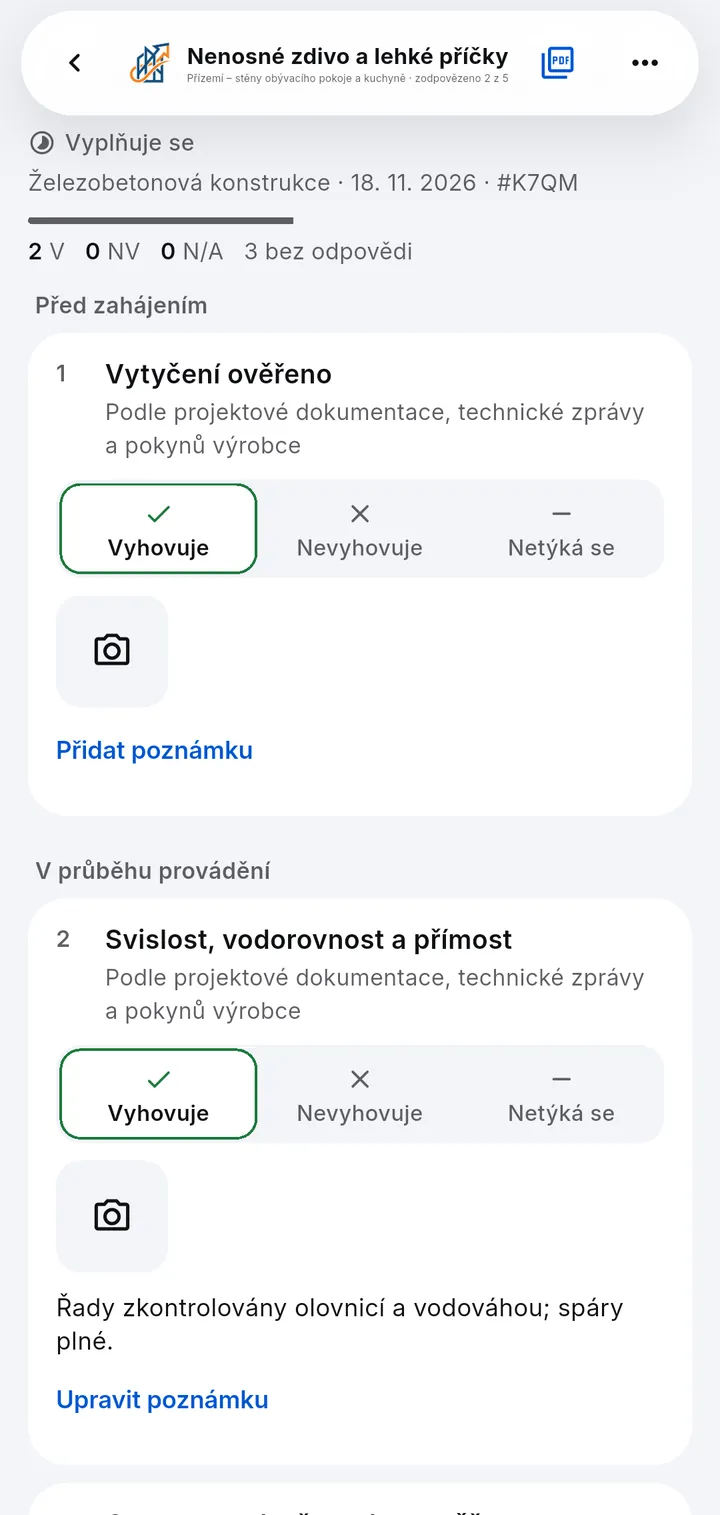 Nenosné zdivo a lehké příčky
PDF
Přízemí – stěny obývacího pokoje a kuchyně · zodpovězeno 2 z 5
Vyplňuje se
Železobetonová konstrukce · 18. 11. 2026 · #K7QM
2 V 0 NV 0 N/A 3 bez odpovědi
Před zahájením
1 Vytyčení ověřeno
Podle projektové dokumentace, technické zprávy
a pokynů výrobce
Vyhovuje Nevyhovuje Netýká se
Přidat poznámku
V průběhu provádění
2 Svislost, vodorovnost a přímost
Podle projektové dokumentace, technické zprávy
a pokynů výrobce
Vyhovuje Nevyhovuje Netýká se
Řady zkontrolovány olovnicí a vodováhou; spáry
plné.
Upravit poznámku